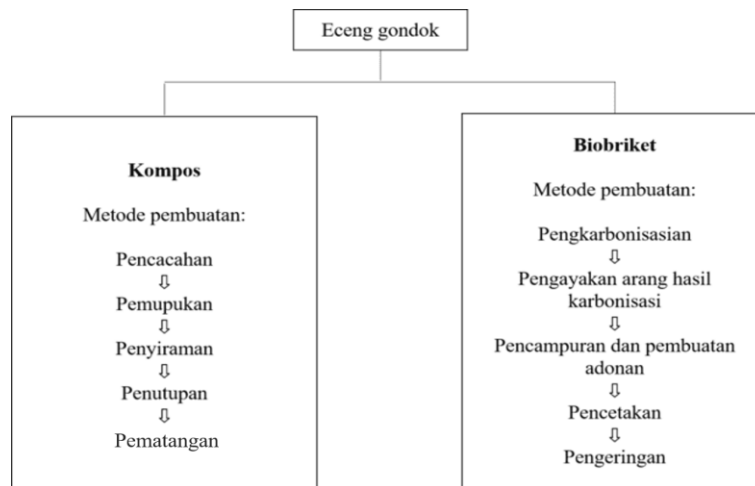 Eceng gondok
Kompos
Metode pembuatan:
Pencacahan
⇩
Pemupukan
⇩
Penyiraman
⇩
Penutupan
⇩
Pematangan
Biobriket
Metode pembuatan:
Pengkarbonisasian
⇩
Pengayakan arang hasil
karbonisasi
⇩
Pencampuran dan pembuatan
adonan
⇩
Pencetakan
⇩
Pengeringan